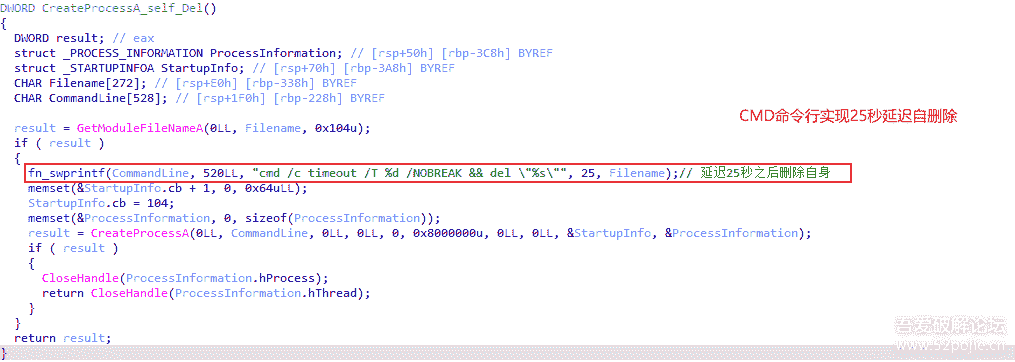 DWORD CreateProcessA_self_Del()
{
  DWORD result; // eax
  struct _PROCESS_INFORMATION ProcessInformation; // [rsp+50h] [rbp-3C8h] BYREF
  struct _STARTUPINFOA StartupInfo; // [rsp+70h] [rbp-3A8h] BYREF
  CHAR Filename[272]; // [rsp+E0h] [rbp-338h] BYREF
  CHAR CommandLine[528]; // [rsp+1F0h] [rbp-228h] BYREF
CMD命令行实现25秒延迟自删除
  result = GetModuleFileNameA(0LL, Filename, 0x104u);
  if ( result )
  {
    fn_swprintf(CommandLine, 520LL, "cmd /c timeout /T %d /NOBREAK && del \"%s\"", 25, Filename);// 延迟25秒之后删除自身
    memset(&StartupInfo.cb + 1, 0, 0x64uLL);
    StartupInfo.cb = 104;
    memset(&ProcessInformation, 0, sizeof(ProcessInformation));
    result = CreateProcessA(0LL, CommandLine, 0LL, 0LL, 0, 0x8000000u, 0LL, 0LL, &StartupInfo, &ProcessInformation);
    if ( result )
    {
      CloseHandle(ProcessInformation.hProcess);
      return CloseHandle(ProcessInformation.hThread);
    }
  }
  return result;
}
吾爱破解论坛
www.52pojie.cn